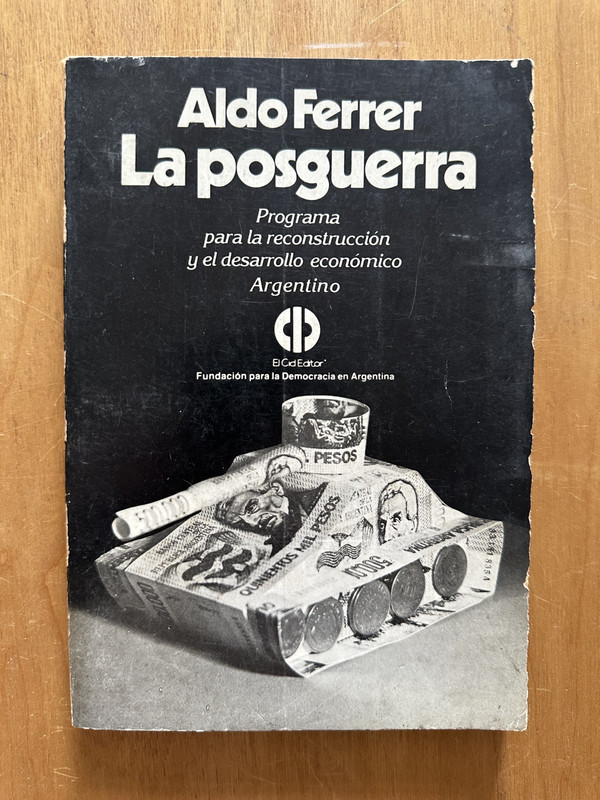 Aldo Ferrer
La posguerra
Programa
para la reconstrucción
y el desarrollo económico
Argentino
El Cid Editor
Fundación para la Democracia en Argentina
PESOS
QUINIENTOS MIL PESOS